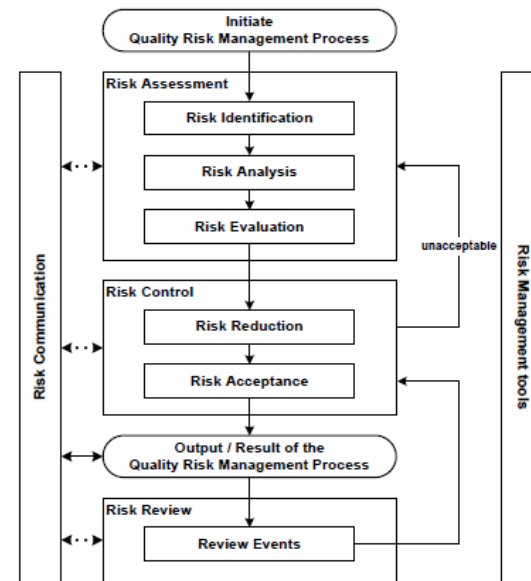 Initiate
Quality Risk Management Process
Risk Assessment
Risk Identification
Risk Analysis
Risk Evaluation
unacceptable
Risk Communication
Risk Management tools
Risk Control
Risk Reduction
Risk Acceptance
Output / Result of the
Quality Risk Management Process
Risk Review
Review Events